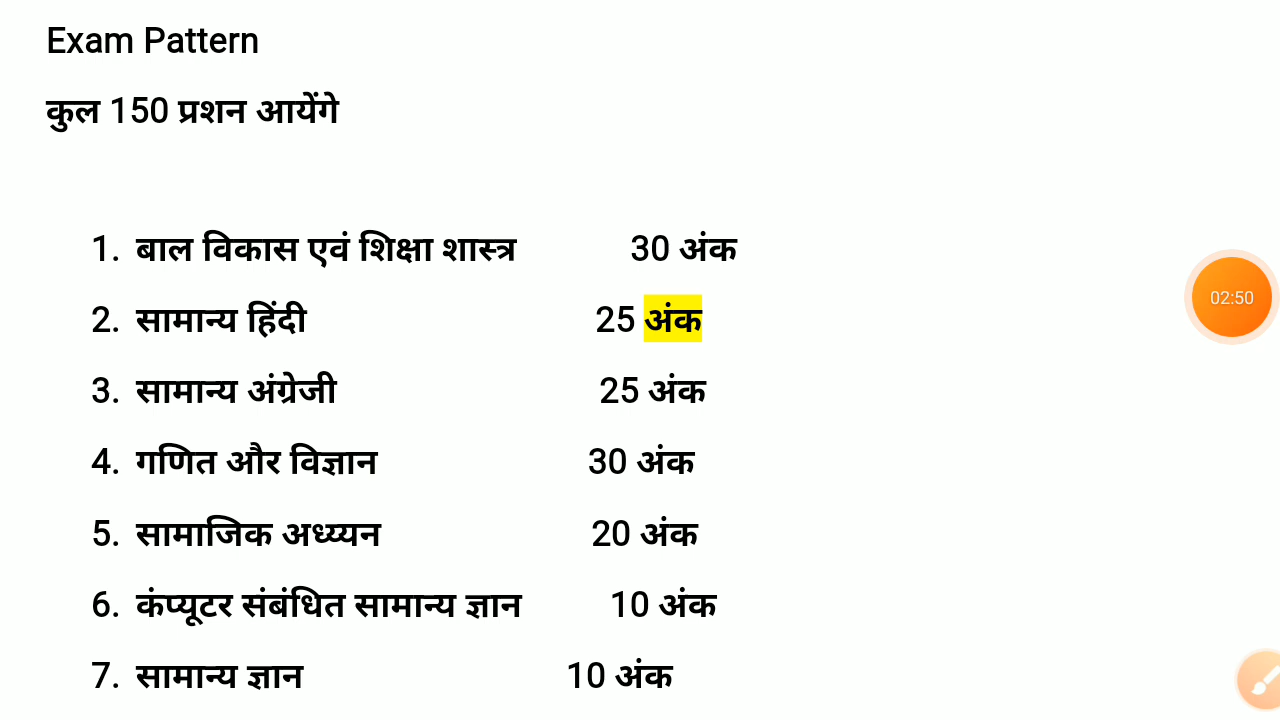 Exam Pattern
कुल 150 प्रशन आयेंगे
1. बाल विकास एवं शिक्षा शास्त्र 30 अंक
2. सामान्य हिंदी 25 अंक
3. सामान्य अंग्रेजी 25 अंक
4. गणित और विज्ञान 30 अंक
5. सामाजिक अध्य्यन 20 अंक
6. कंप्यूटर संबंधित सामान्य ज्ञान 10 अंक
7. सामान्य ज्ञान 10 अंक
02:50